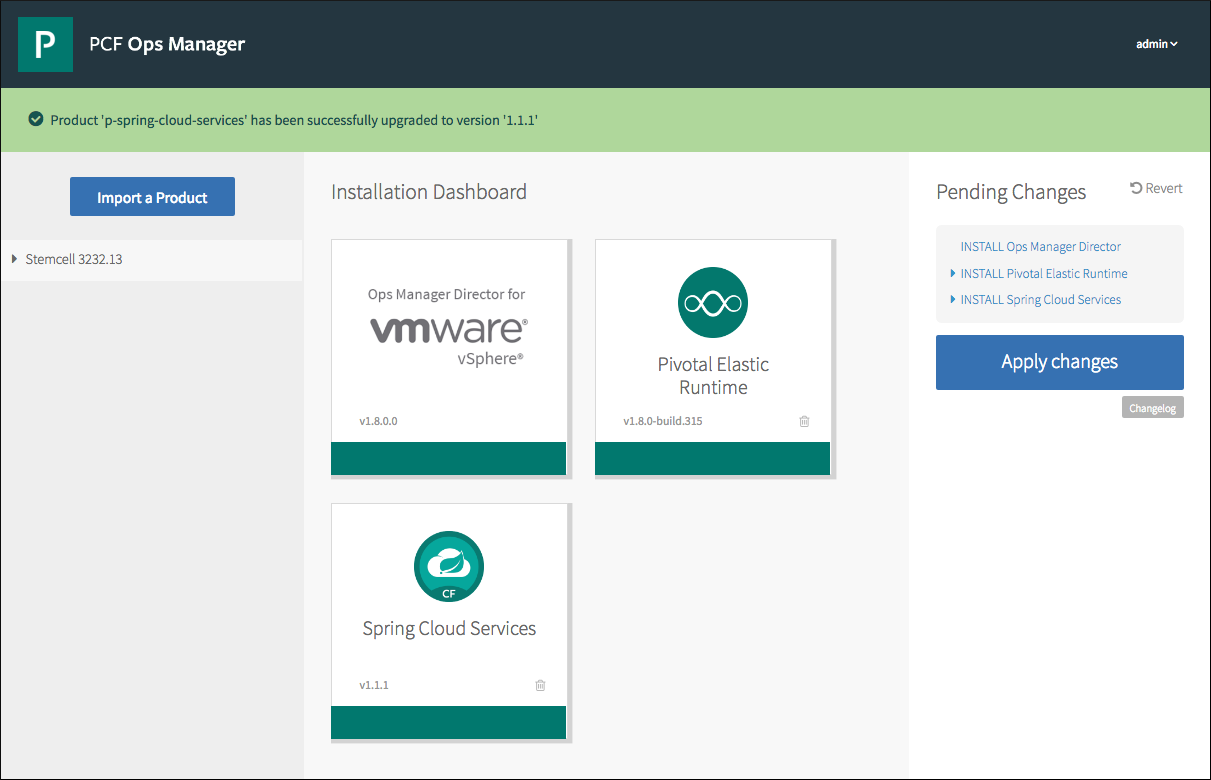 P
PCF Ops Manager
admin
Product 'p-spring-cloud-services' has been successfully upgraded to version '1.1.1'
Import a Product
Stemcell 3232.13
Installation Dashboard
Ops Manager Director for
vmware®
vSphere®
v1.8.0.0
Pivotal Elastic
Runtime
v1.8.0-build.315
CF
Spring Cloud Services
v1.1.1
Pending Changes
Revert
INSTALL Ops Manager Director
INSTALL Pivotal Elastic Runtime
INSTALL Spring Cloud Services
Apply changes
Changelog